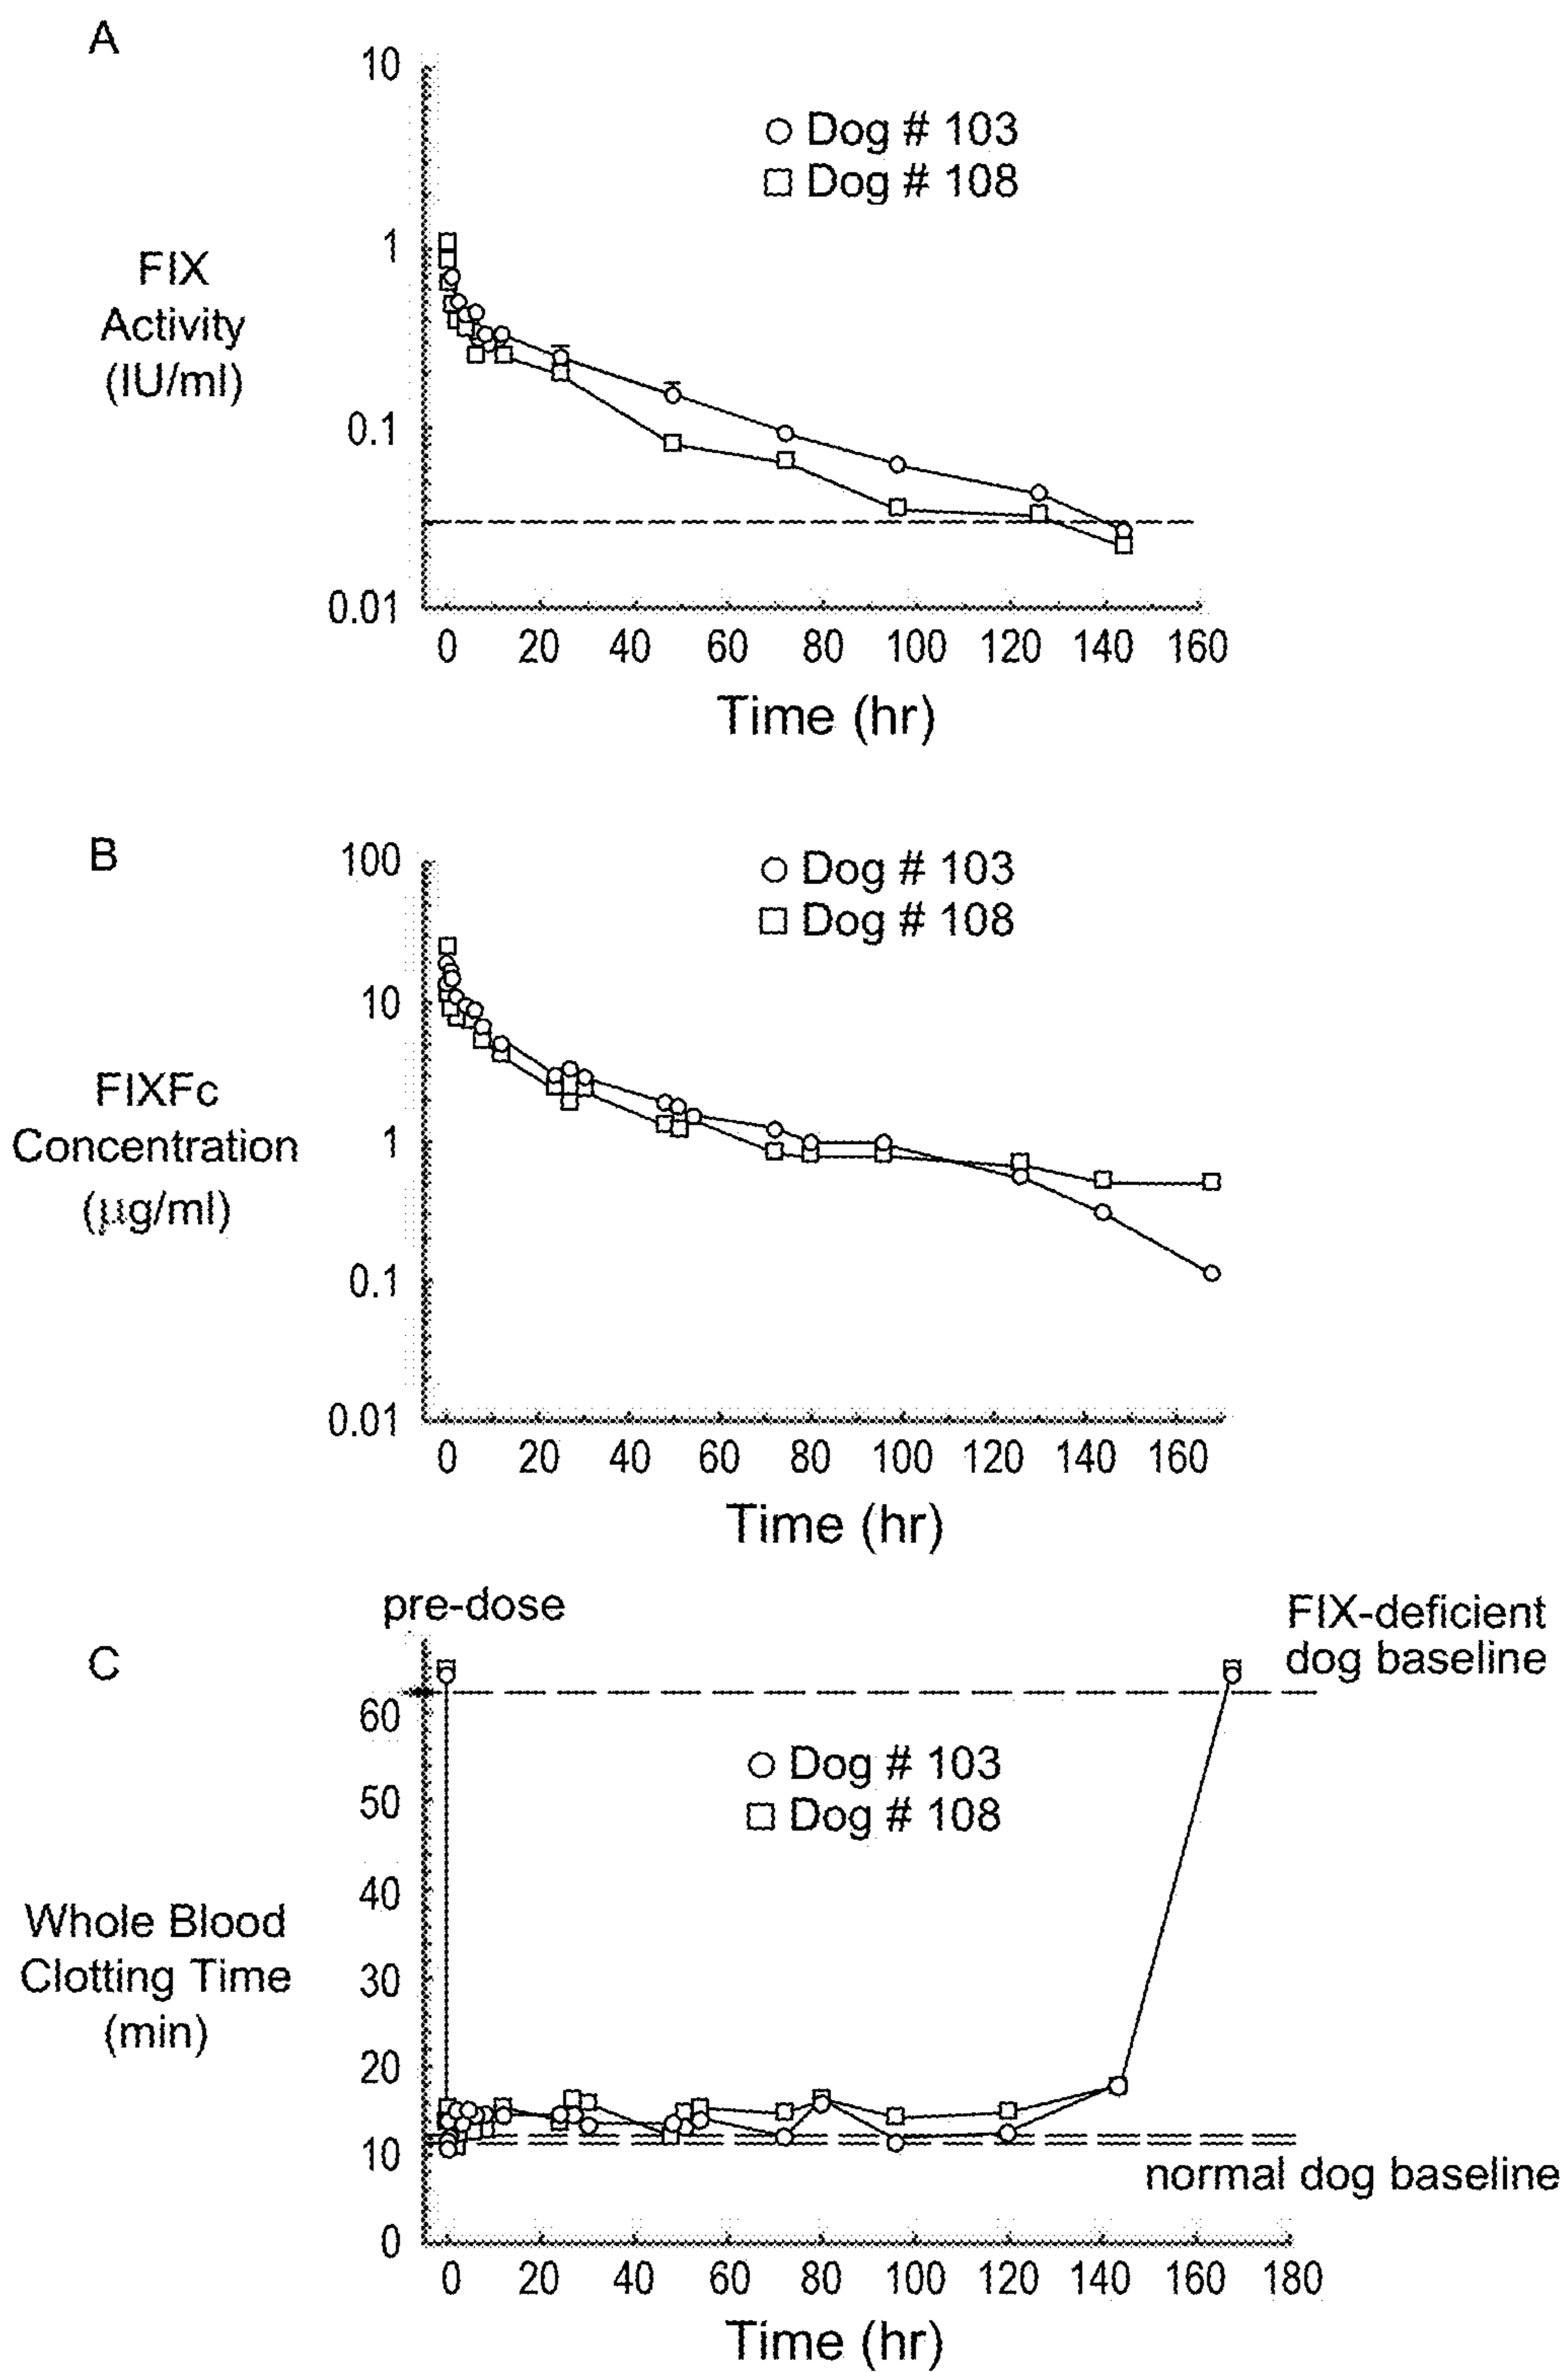 A
10
1
0.1
0.01
FIX
Activity
(IU/ml)
○ Dog # 103
□ Dog # 108
0 20 40 60 80 100 120 140 160
Time (hr)
B
100
10
1
0.1
0.01
FIXFc
Concentration
(μg/ml)
○ Dog # 103
□ Dog # 108
0 20 40 60 80 100 120 140 160
Time (hr)
C
pre-dose
FIX-deficient
dog baseline
60
50
40
30
20
10
0
Whole Blood
Clotting Time
(min)
○ Dog # 103
□ Dog # 108
normal dog baseline
0 20 40 60 80 100 120 140 160 180
Time (hr)